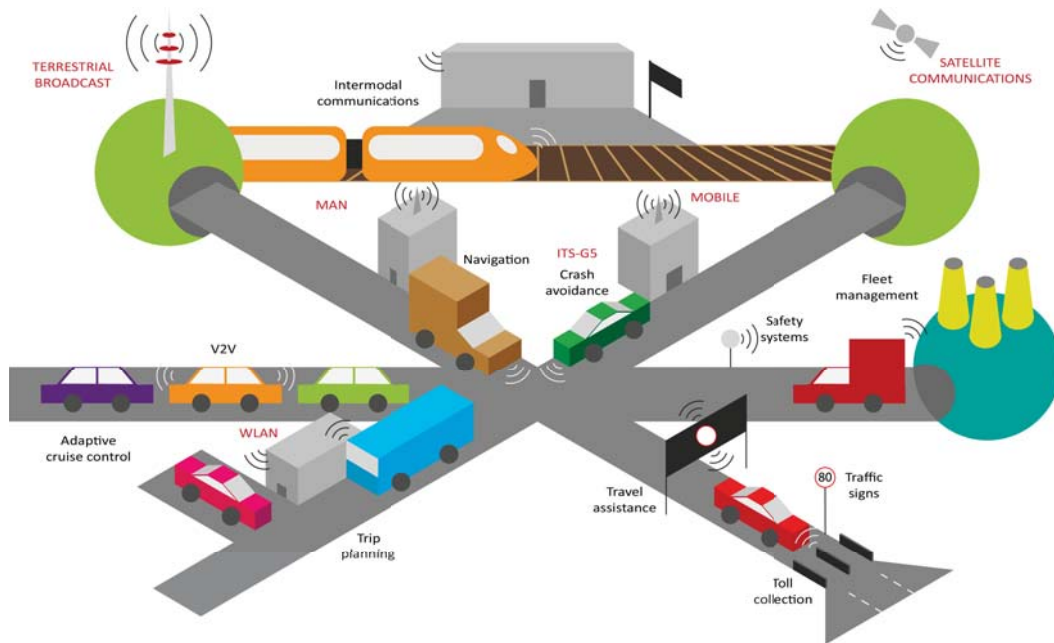 TERRESTRIAL
BROADCAST
Intermodal
communications
SATELLITE
COMMUNICATIONS
MAN
MOBILE
Navigation
ITS-G5
Crash
avoidance
Fleet
management
Safety
systems
V2V
WLAN
Adaptive
cruise control
Trip
planning
Travel
assistance
80
Traffic
signs
Toll
collection